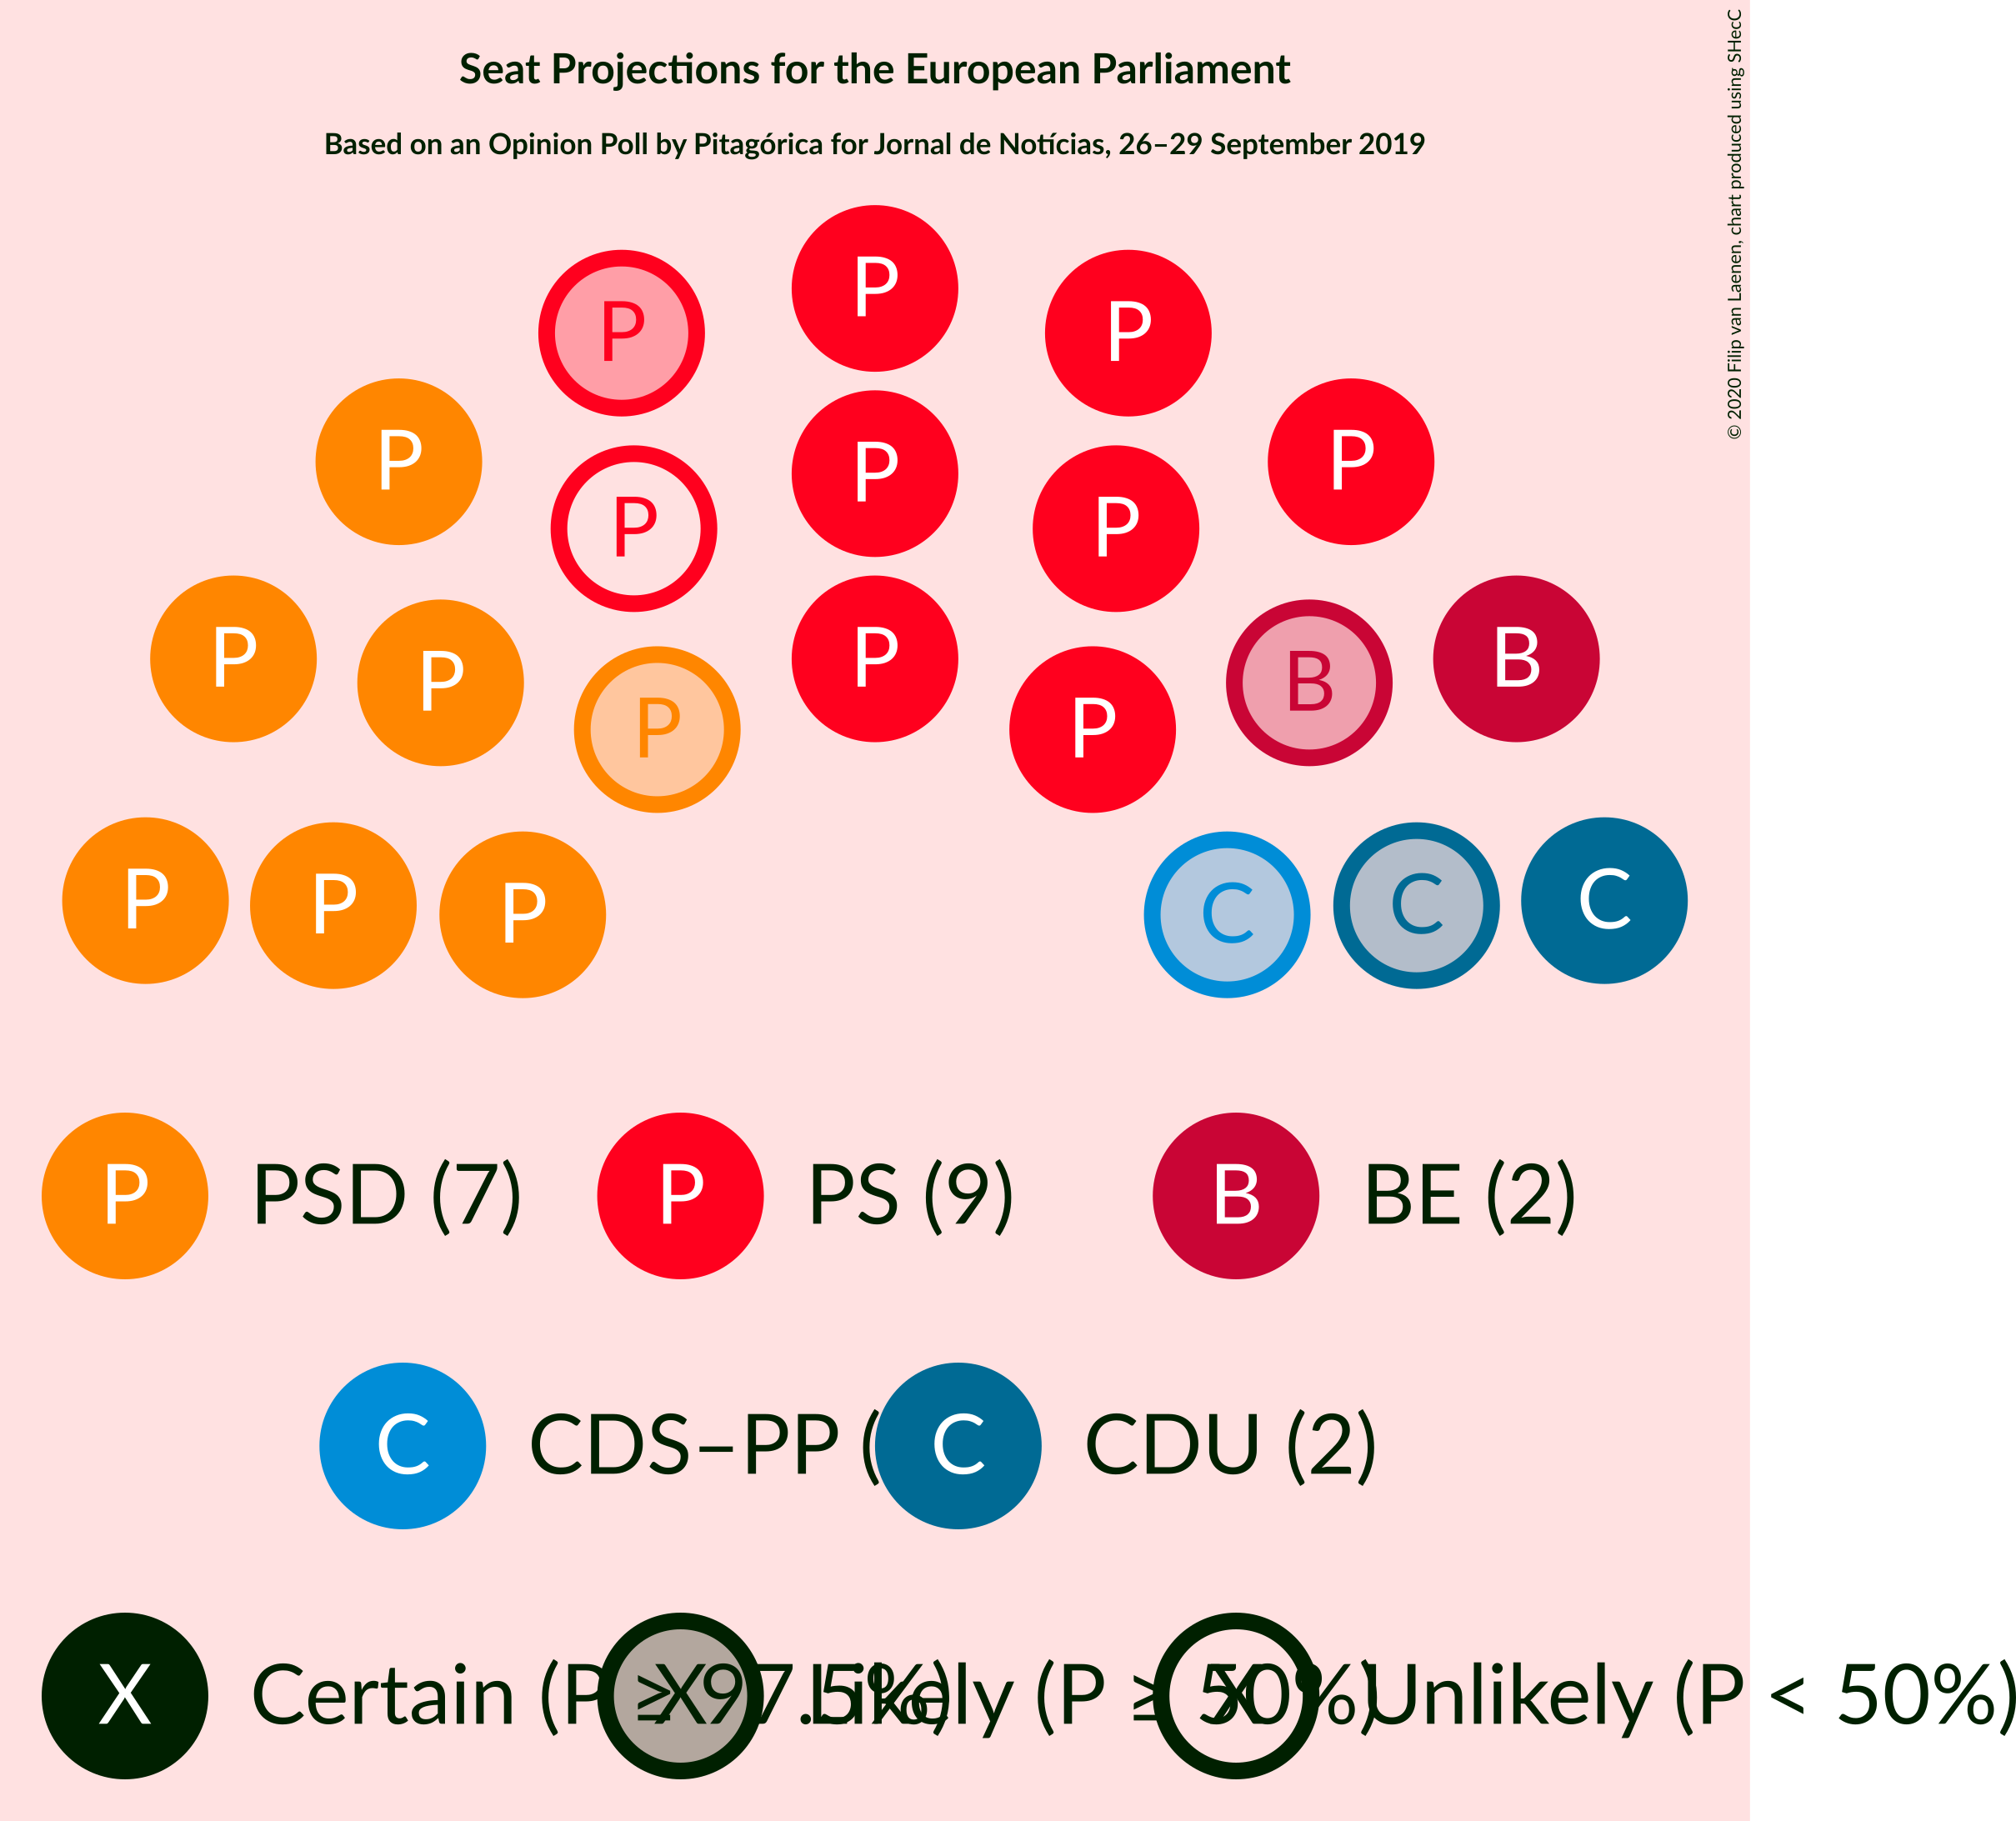 Seat Projections for the European Parliament
Based on an Opinion Poll by Pitagórica for Jornal de Notícias, 26–29 September 2019
© 2020 Filip van Laenen, chart produced using SHecC
P
P P
P P
P
P P
P P B
P B
P P
P P P C C C
P PSD (7) P PS (9) B BE (2)
C CDS–PP ( C CDU (2)
X Certain (P ≥ 97.5%) X Likely (P ≥ 50%) X Unlikely (P < 50%)